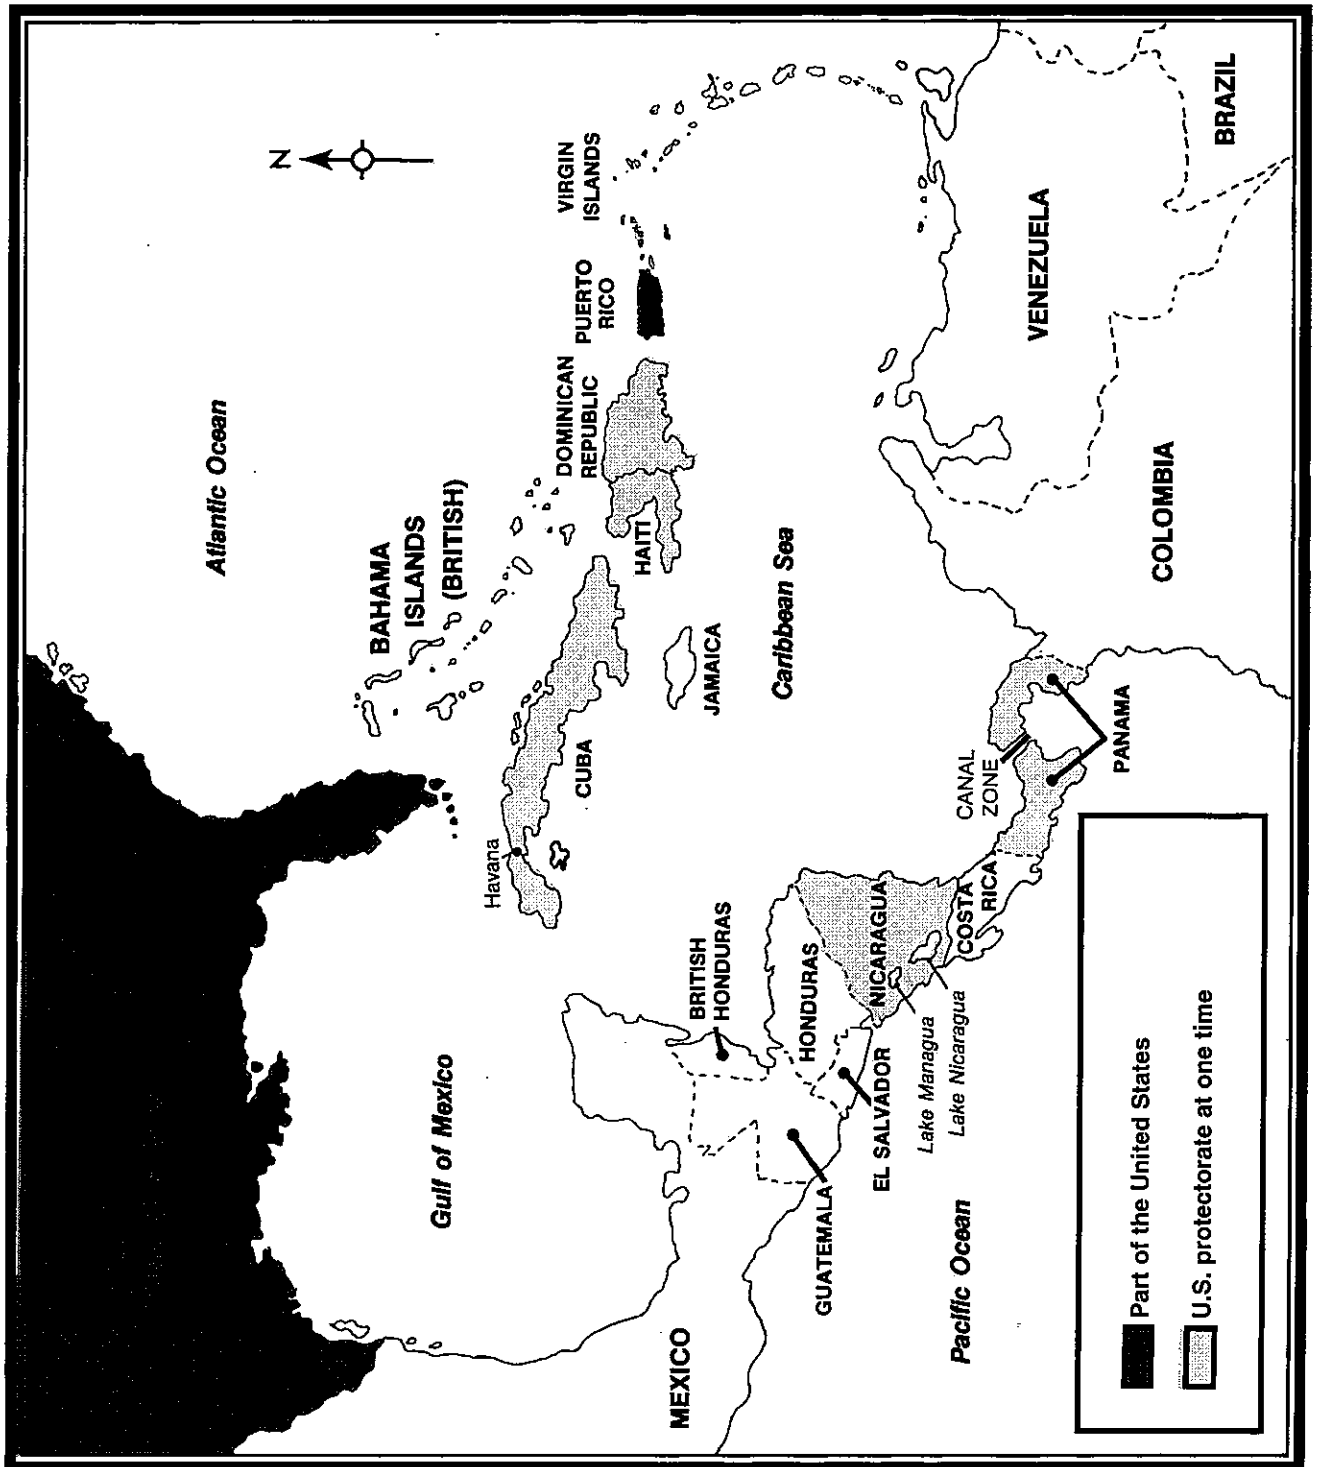 N
Atlantic Ocean
BAHAMA
ISLANDS
(BRITISH)
Gulf of Mexico
Havana
CUBA
VIRGIN
ISLANDS
PUERTO
RICO
DOMINICAN
REPUBLIC
HAITI
JAMAICA
MEXICO
BRITISH
HONDURAS
Caribbean Sea
GUATEMALA
HONDURAS
EL SALVADOR
NICARAGUA
Lake Managua
Lake Nicaragua
COSTA
RICA
CANAL
ZONE
PANAMA
Pacific Ocean
COLOMBIA
VENEZUELA
BRAZIL
Part of the United States
U.S. protectorate at one time